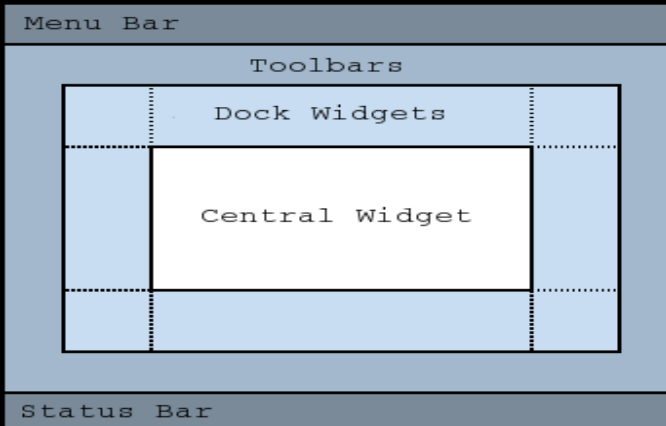 Menu Bar
Toolbars
Dock Widgets
Central Widget
Status Bar